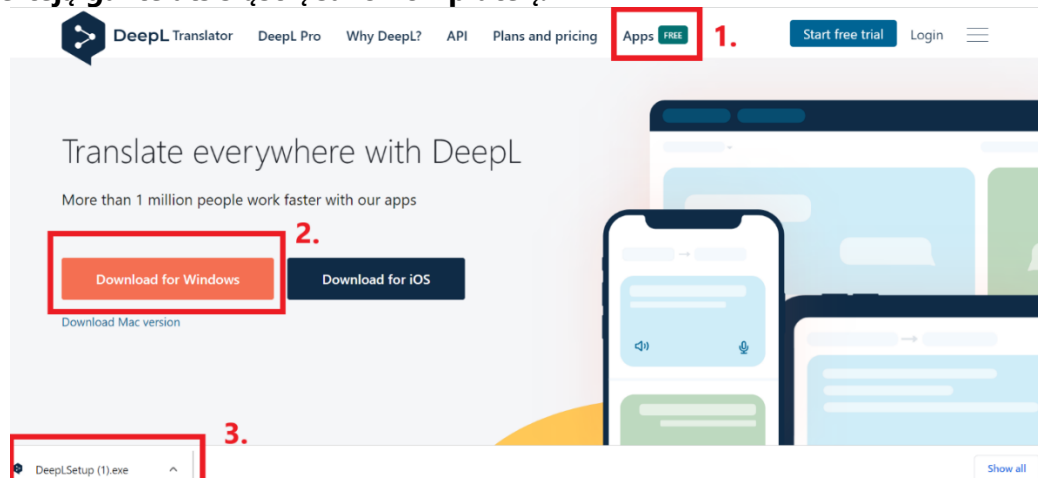 DeepL Translator DeepL Pro Why DeepL? API Plans and pricing Apps FREE 1. Start free trial Login
Translate everywhere with DeepL
More than 1 million people work faster with our apps
2.
Download for Windows Download for iOS
Download Mac version
3.
DeepLSetup (1).exe Show all